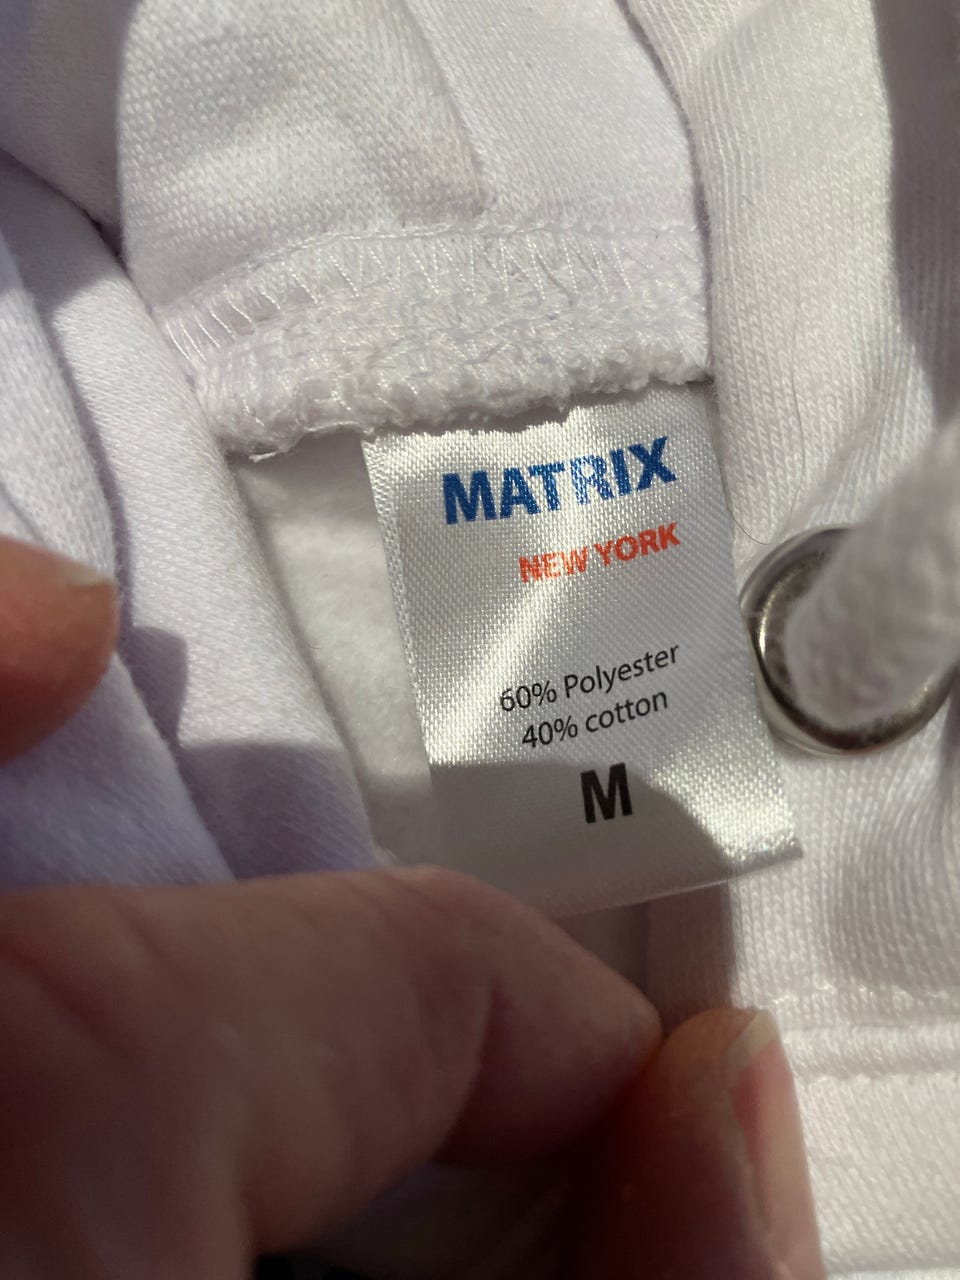 MATRIX
NEW YORK
60% Polyester
40% cotton
M